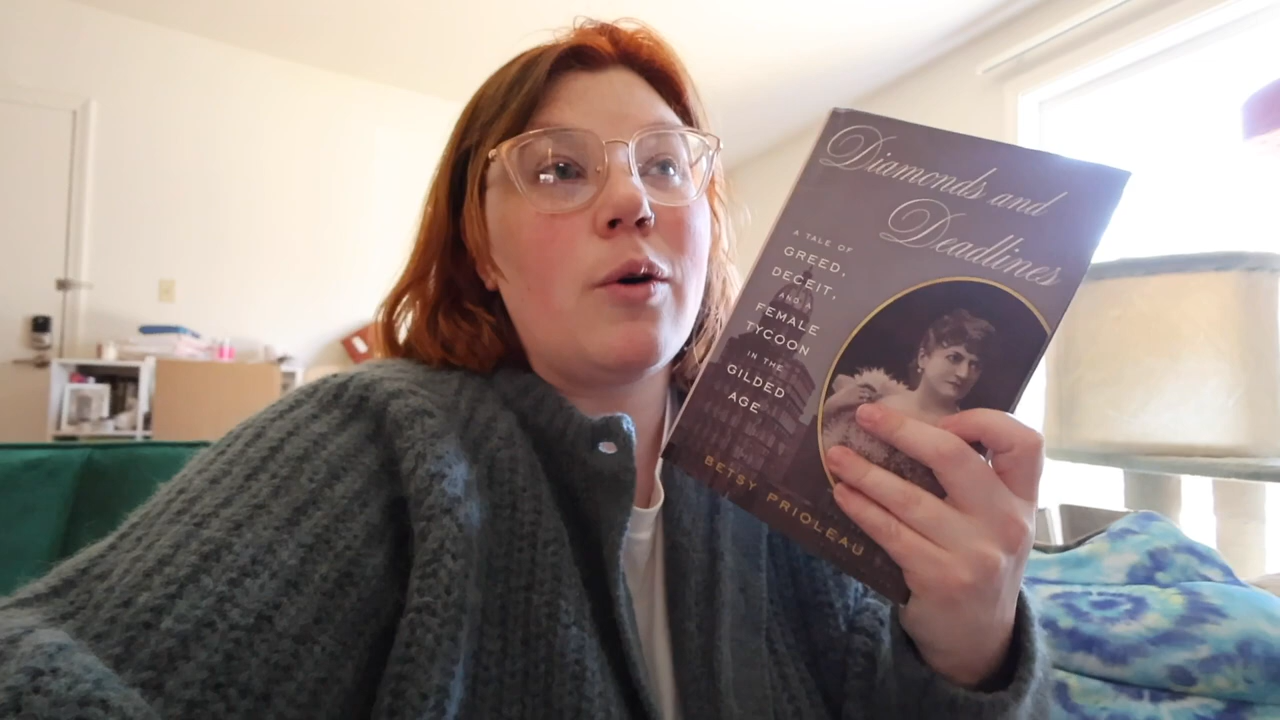 Diamonds and
Deadlines
A TALE OF
GREED,
DECEIT,
AND A
FEMALE
TYCOON
IN THE
GILDED
AGE
BETSY PRIOLEAU